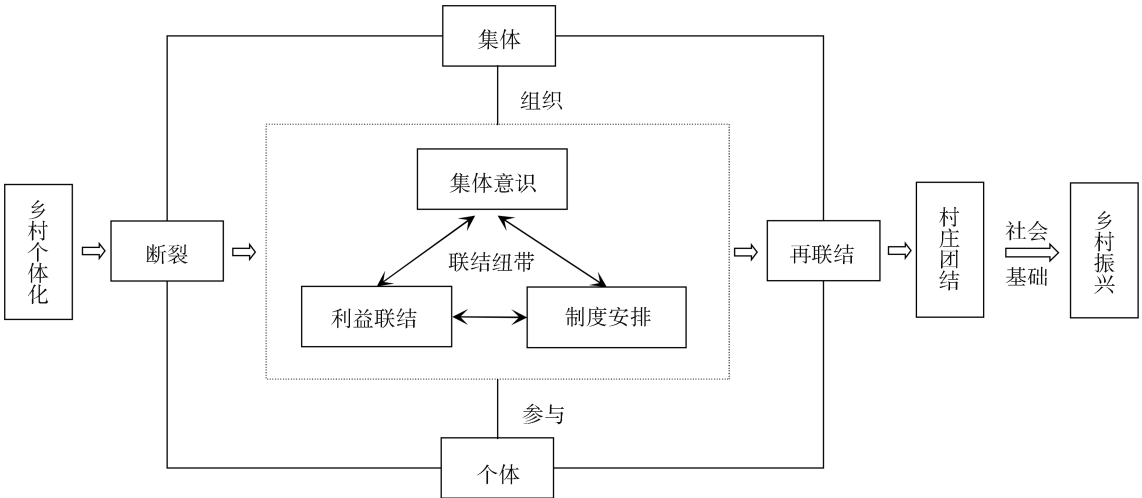 集体
组织
集体意识
乡村个体化
断裂
联结纽带
再联结
村庄团结
社会
基础
乡村振兴
利益联结
制度安排
参与
个体